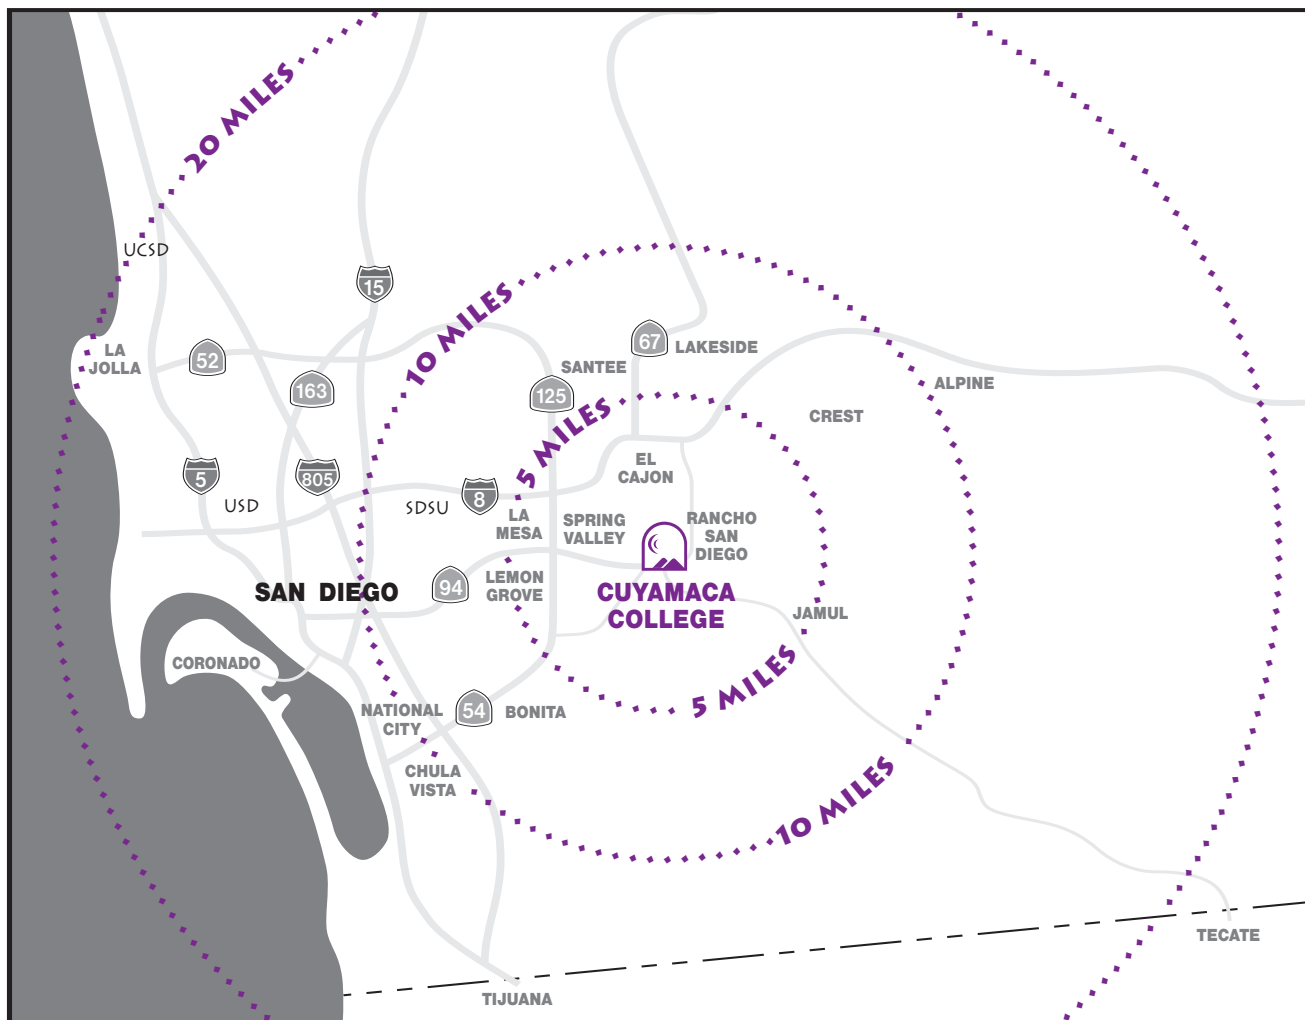 20 MILES
UCSD
15
10 MILES
67
LAKESIDE
LA
JOLLA
52
SANTEE
163
125
ALPINE
5 MILES
CREST
EL
CAJON
5
805
8
USD
SDSU
LA
MESA
SPRING
VALLEY
RANCHO
SAN
DIEGO
SAN DIEGO
94
LEMON
GROVE
CUYAMACA
COLLEGE
JAMUL
CORONADO
5 MILES
NATIONAL
CITY
54
BONITA
CHULA
VISTA
10 MILES
TECATE
TIJUANA